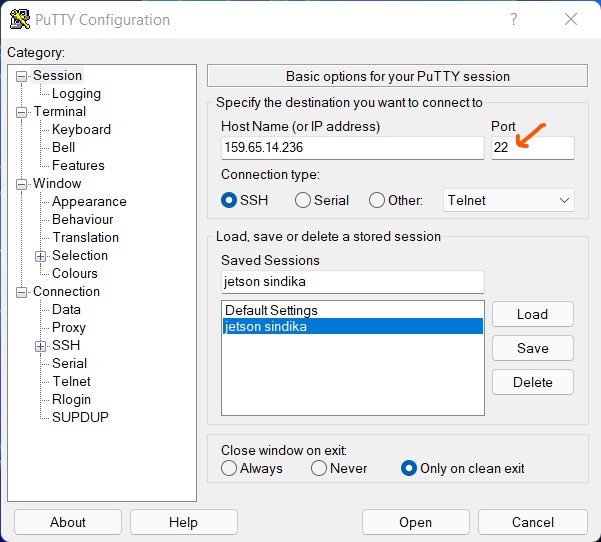 PuTTY Configuration
?
Category:
Session
Logging
Terminal
Keyboard
Bell
Features
Window
Appearance
Behaviour
Translation
Selection
Colours
Connection
Data
Proxy
SSH
Serial
Telnet
Rlogin
SUPDUP
Basic options for your PuTTY session
Specify the destination you want to connect to
Host Name (or IP address) Port
159.65.14.236 22
Connection type:
SSH Serial Other: Telnet
Load, save or delete a stored session
Saved Sessions
jetson sindika
Default Settings
jetson sindika
Load
Save
Delete
Close window on exit:
Always Never Only on clean exit
About Help Open Cancel